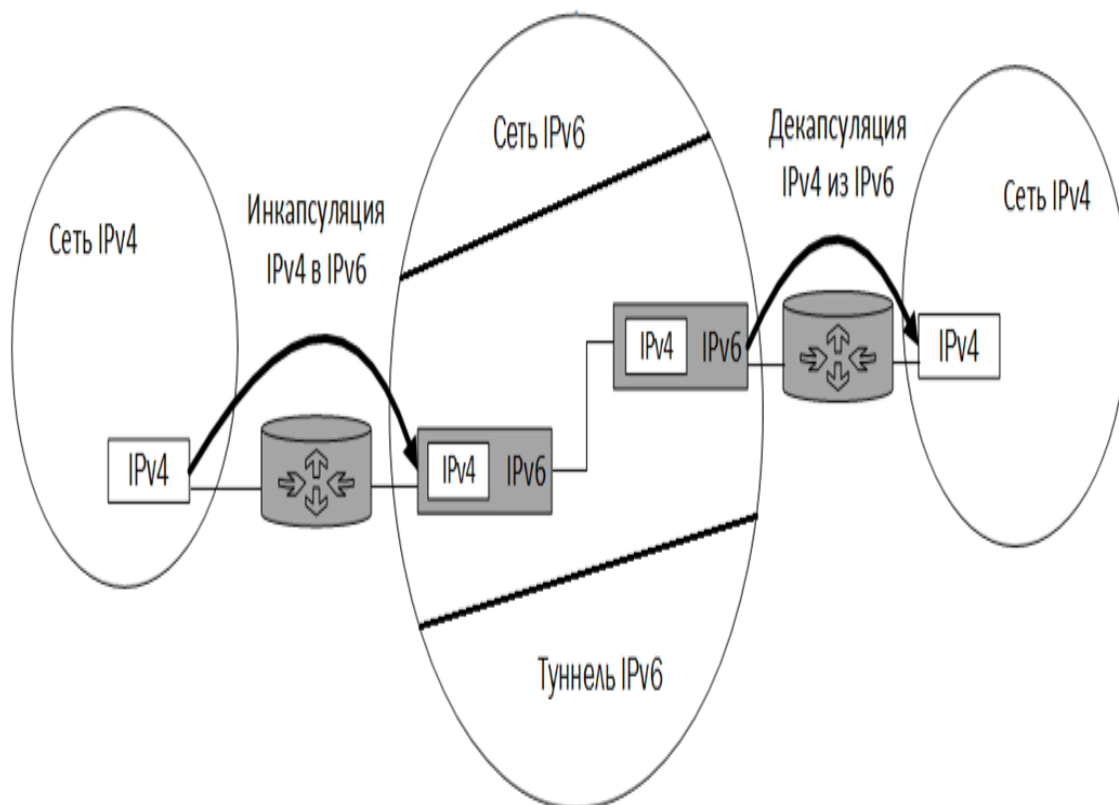 Сеть IPv4
Инкапсуляция
IPv4 в IPv6
IPv4
Сеть IPv6
IPv4
IPv6
IPv4
IPv6
Туннель IPv6
Декапсуляция
IPv4 из IPv6
Сеть IPv4
IPv4